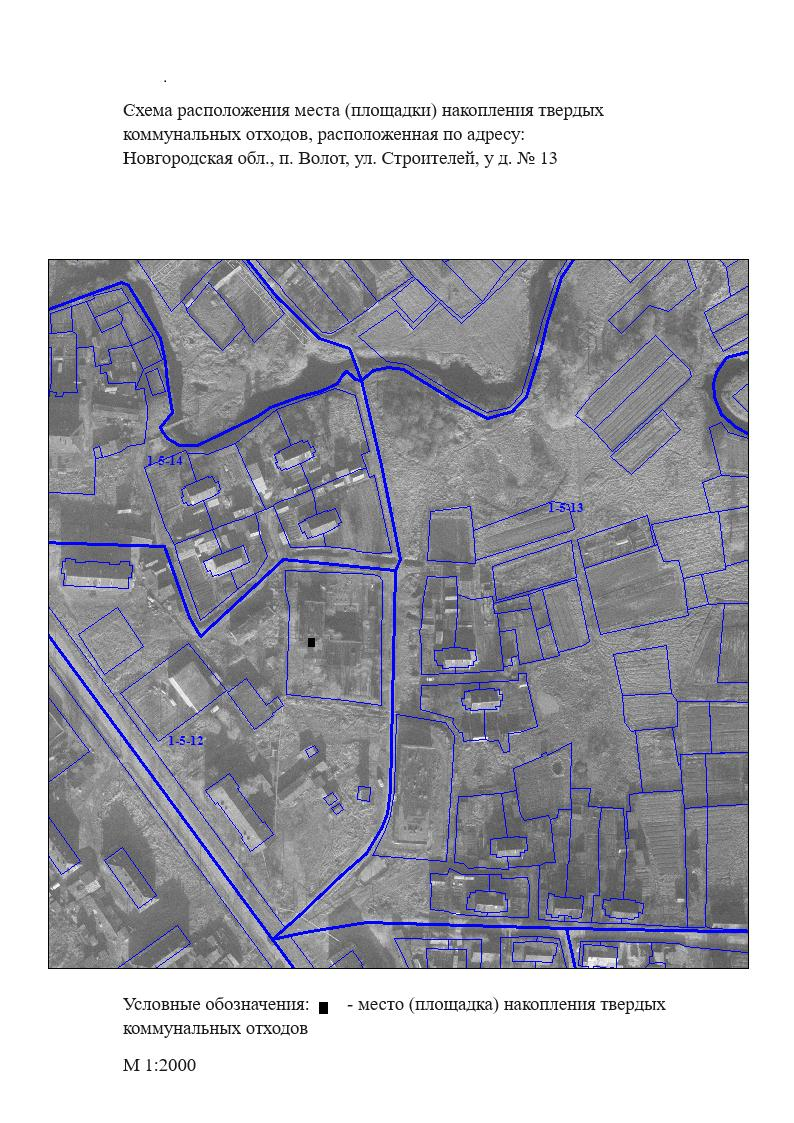 .
Схема расположения места (площадки) накопления твердых
коммунальных отходов, расположенная по адресу:
Новгородская обл., п. Волот, ул. Строителей, у д. № 13
1-5-14
1-5-13
1-5-12
Условные обозначения: ■ - место (площадка) накопления твердых
коммунальных отходов
М 1:2000